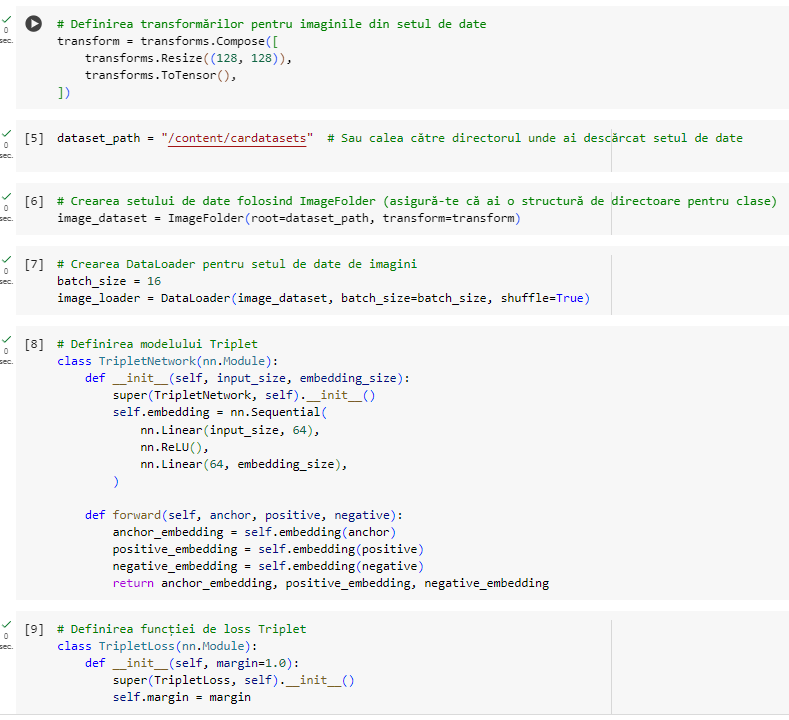 # Definirea transformărilor pentru imaginile din setul de date
0
sec.
transform = transforms.Compose([
    transforms.Resize((128, 128)),
    transforms.ToTensor(),
])
0
sec.
[5] dataset_path = "/content/cardatasets"  # Sau calea către directorul unde ai descărcat setul de date
0
sec.
[6] # Crearea setului de date folosind ImageFolder (asigură-te că ai o structură de directoare pentru clase)
image_dataset = ImageFolder(root=dataset_path, transform=transform)
0
sec.
[7] # Crearea DataLoader pentru setul de date de imagini
batch_size = 16
image_loader = DataLoader(image_dataset, batch_size=batch_size, shuffle=True)
0
sec.
[8] # Definirea modelului Triplet
class TripletNetwork(nn.Module):
    def __init__(self, input_size, embedding_size):
        super(TripletNetwork, self).__init__()
        self.embedding = nn.Sequential(
            nn.Linear(input_size, 64),
            nn.ReLU(),
            nn.Linear(64, embedding_size),
        )
    def forward(self, anchor, positive, negative):
        anchor_embedding = self.embedding(anchor)
        positive_embedding = self.embedding(positive)
        negative_embedding = self.embedding(negative)
        return anchor_embedding, positive_embedding, negative_embedding
0
sec.
[9] # Definirea funcției de loss Triplet
class TripletLoss(nn.Module):
    def __init__(self, margin=1.0):
        super(TripletLoss, self).__init__()
        self.margin = margin